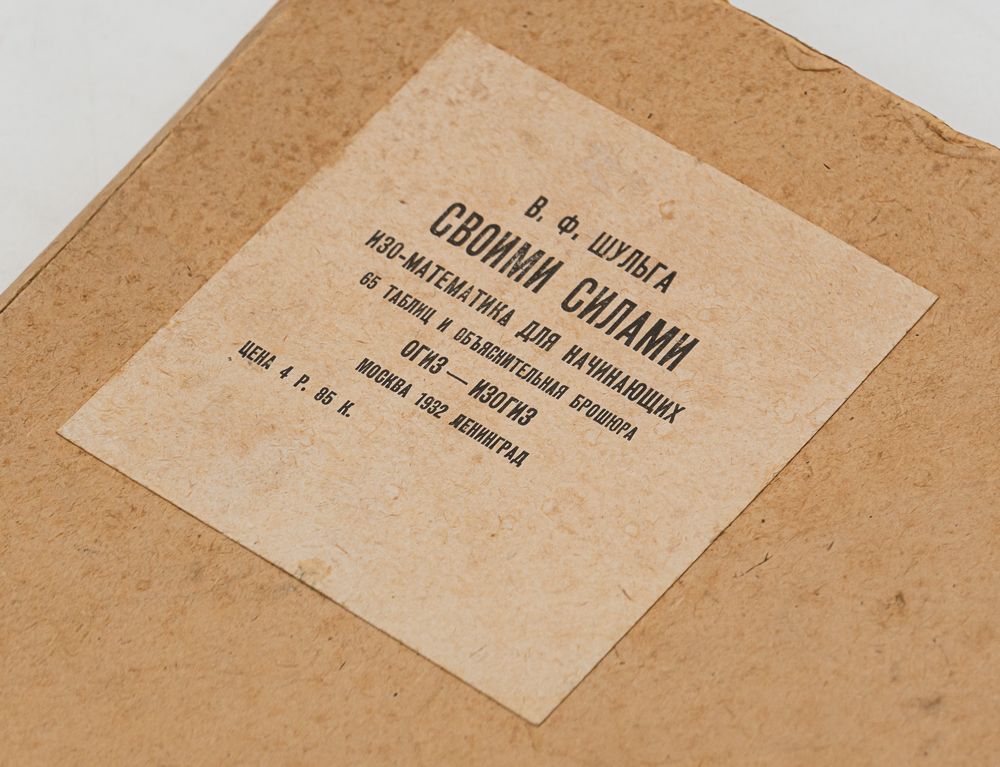 В. Ф. ШУЛЬГА
СВОИМИ СИЛАМИ
ИЗО-МАТЕМАТИКА ДЛЯ НАЧИНАЮЩИХ
65 ТАБЛИЦ И ОБЪЯСНИТЕЛЬНАЯ БРОШЮРА
ОГИЗ — ИЗОГИЗ
МОСКВА 1932 ЛЕНИНГРАД
ЦЕНА 4 Р. 85 К.